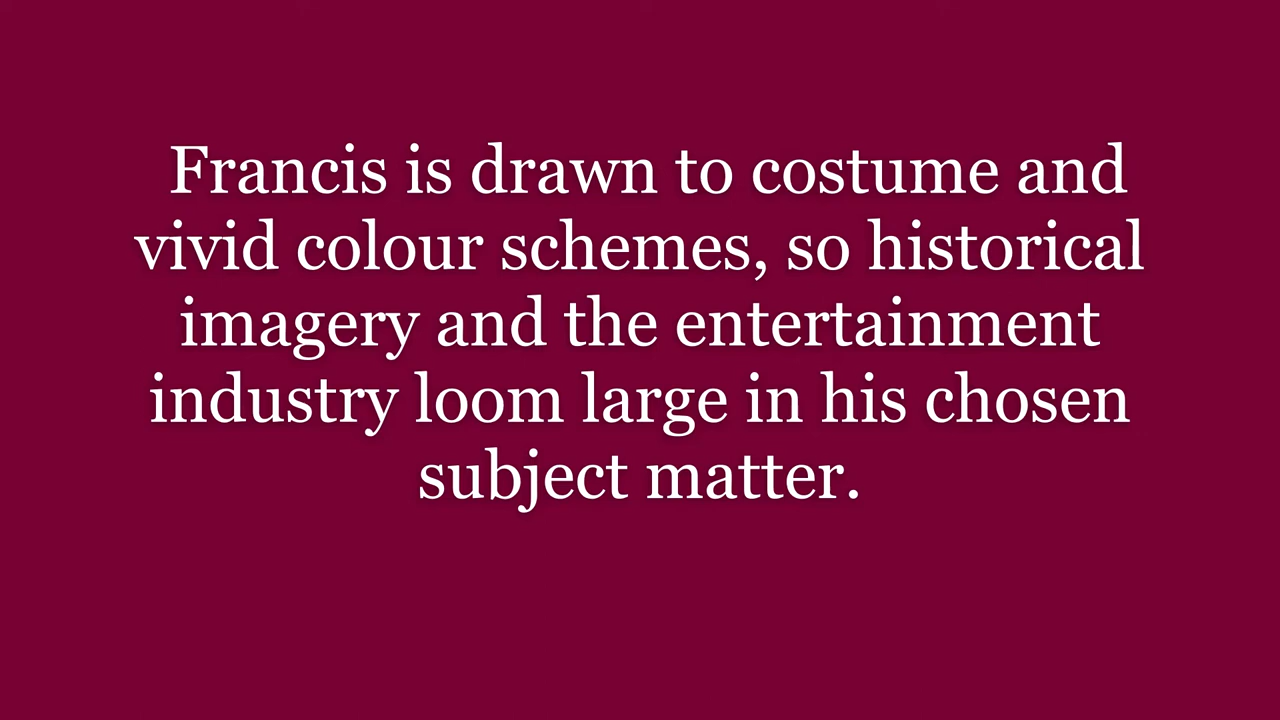 Francis is drawn to costume and
vivid colour schemes, so historical
imagery and the entertainment
industry loom large in his chosen
subject matter.